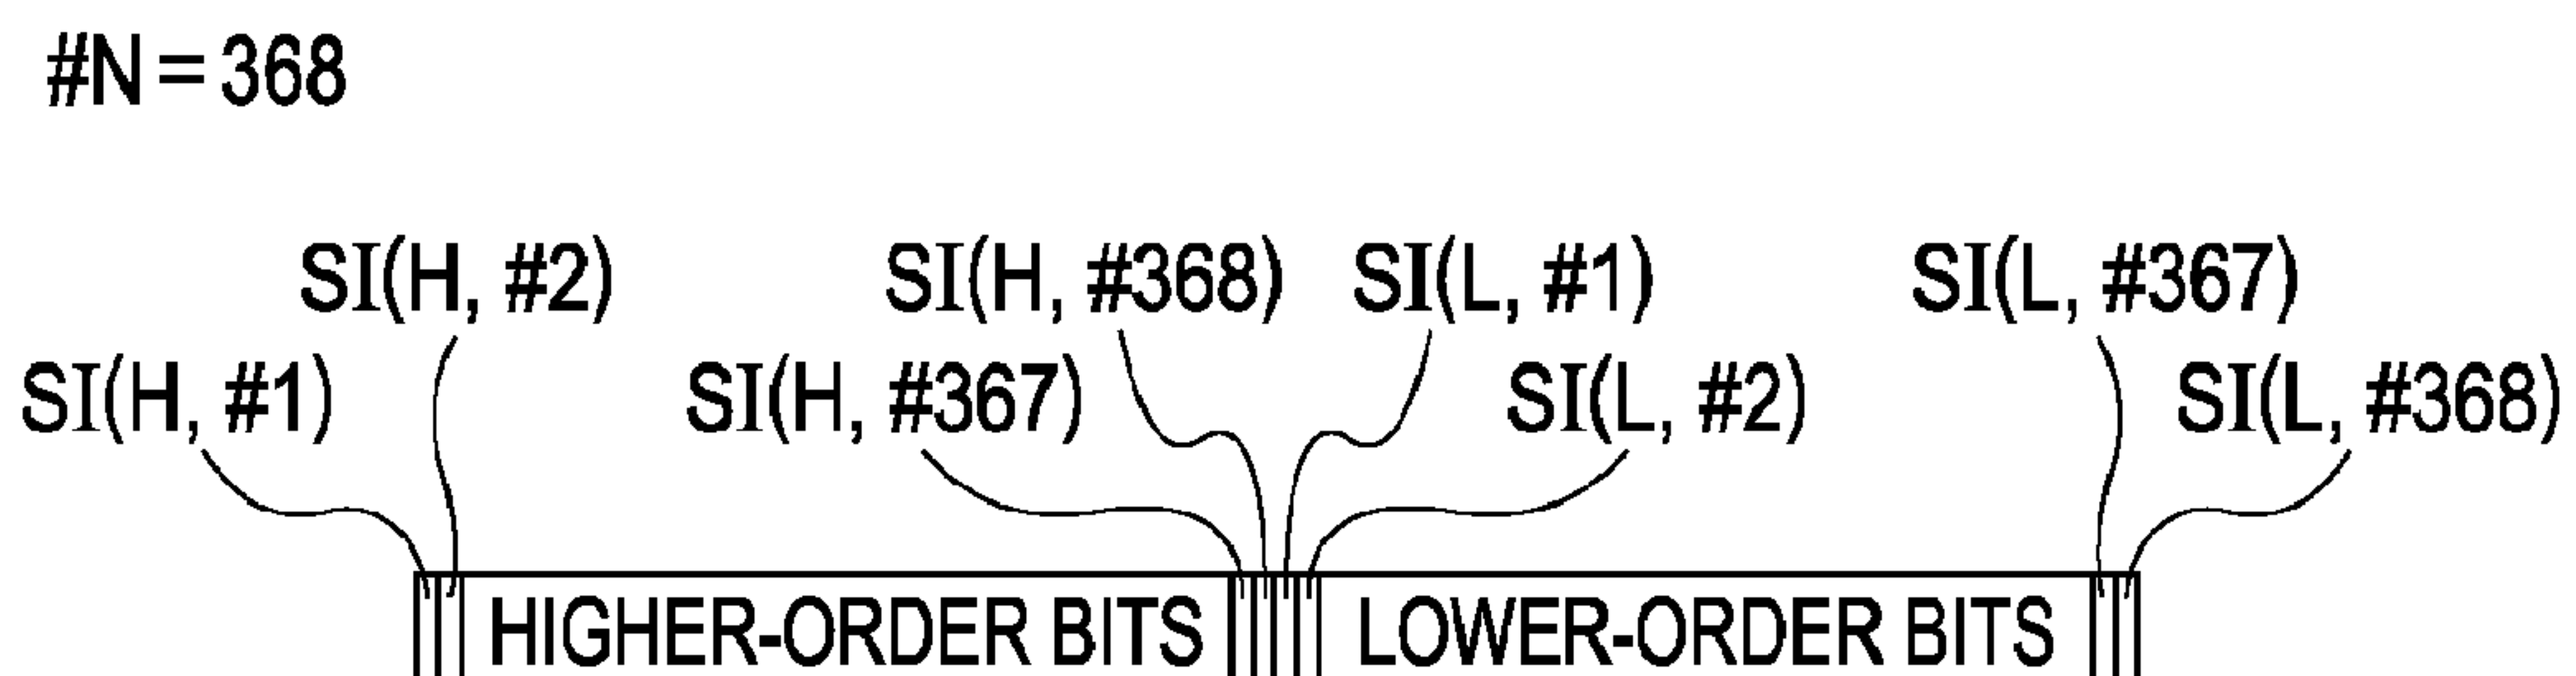 #N = 368
SI(H, #2) SI(H, #368) SI(L, #1) SI(L, #367)
SI(H, #1) SI(H, #367) SI(L, #2) SI(L, #368)
HIGHER-ORDER BITS LOWER-ORDER BITS